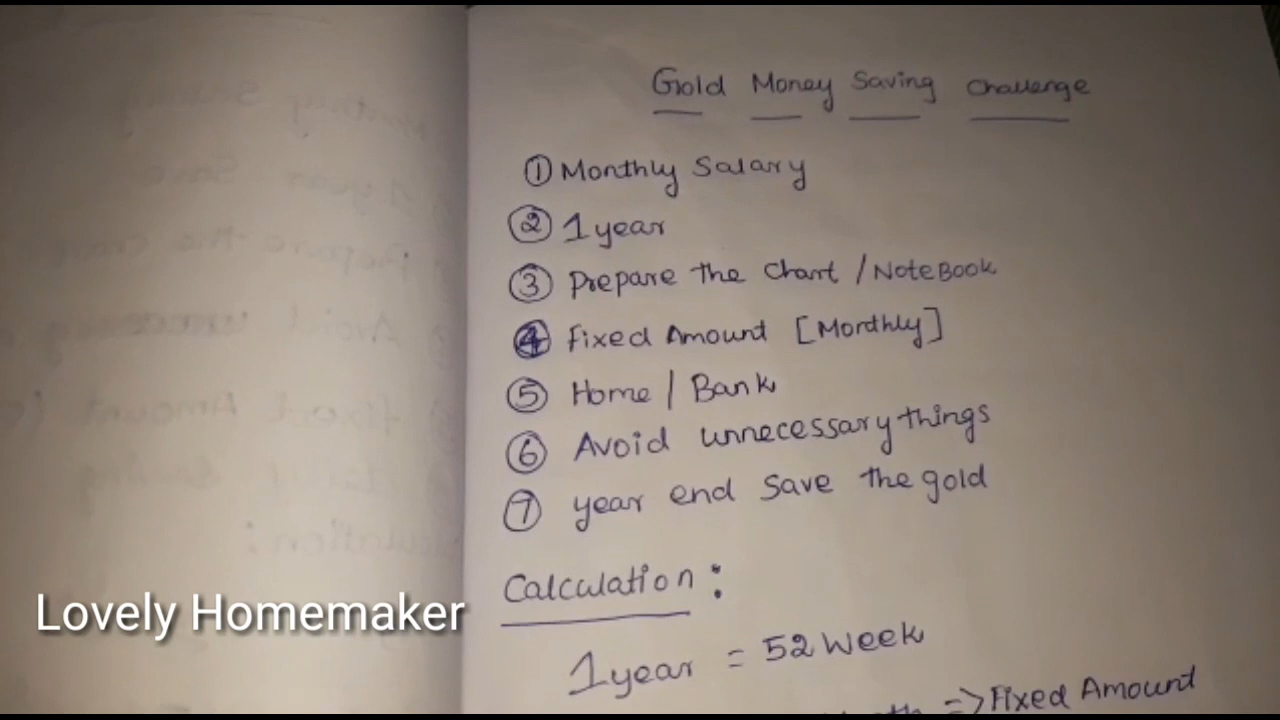 Gold Money Saving Challenge
① Monthly Salary
② 1 year
③ Prepare the Chart / NoteBook
④ Fixed Amount [Monthly]
⑤ Home / Bank
⑥ Avoid unnecessary things
⑦ year end Save the gold
Calculation :
1 year = 52 Week
=> Fixed Amount
Lovely Homemaker